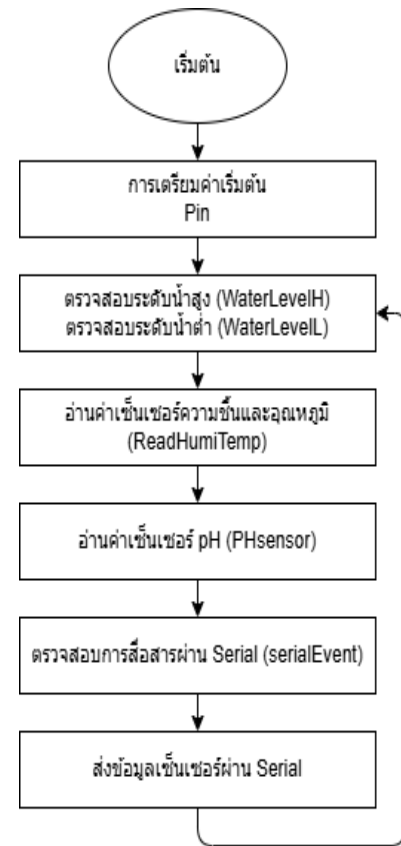 เริ่มต้น
การเตรียมค่าเริ่มต้น
Pin
ตรวจสอบระดับน้ำสูง (WaterLevelH)
ตรวจสอบระดับน้ำต่ำ (WaterLevelL)
อ่านค่าเซ็นเซอร์ความชื้นและอุณหภูมิ
(ReadHumiTemp)
อ่านค่าเซ็นเซอร์ pH (PHsensor)
ตรวจสอบการสื่อสารผ่าน Serial (serialEvent)
ส่งข้อมูลเซ็นเซอร์ผ่าน Serial